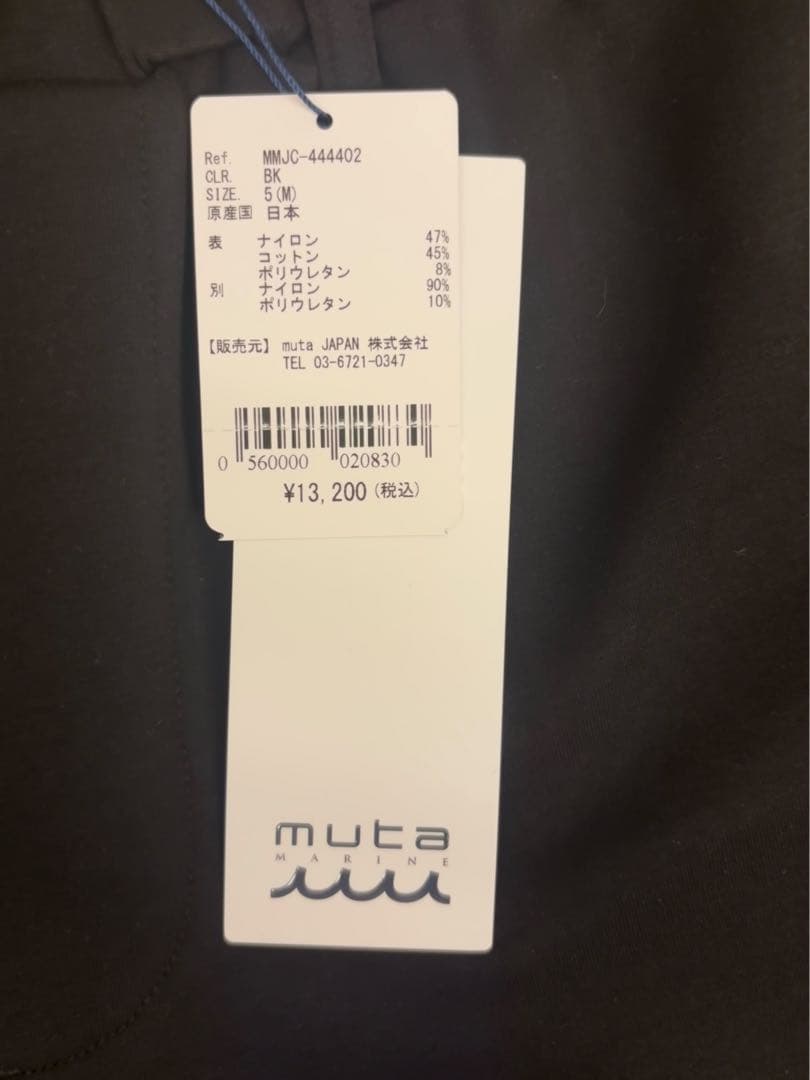 Ref. MMJC-444402
CLR. BK
SIZE. 5(M)
原産国 日本
表 ナイロン 47%
コットン 45%
ポリウレタン 8%
別 ナイロン 90%
ポリウレタン 10%
【販売元】 muta JAPAN 株式会社
TEL 03-6721-0347
0 560000 020830
¥13,200(税込)
muta
MARINE